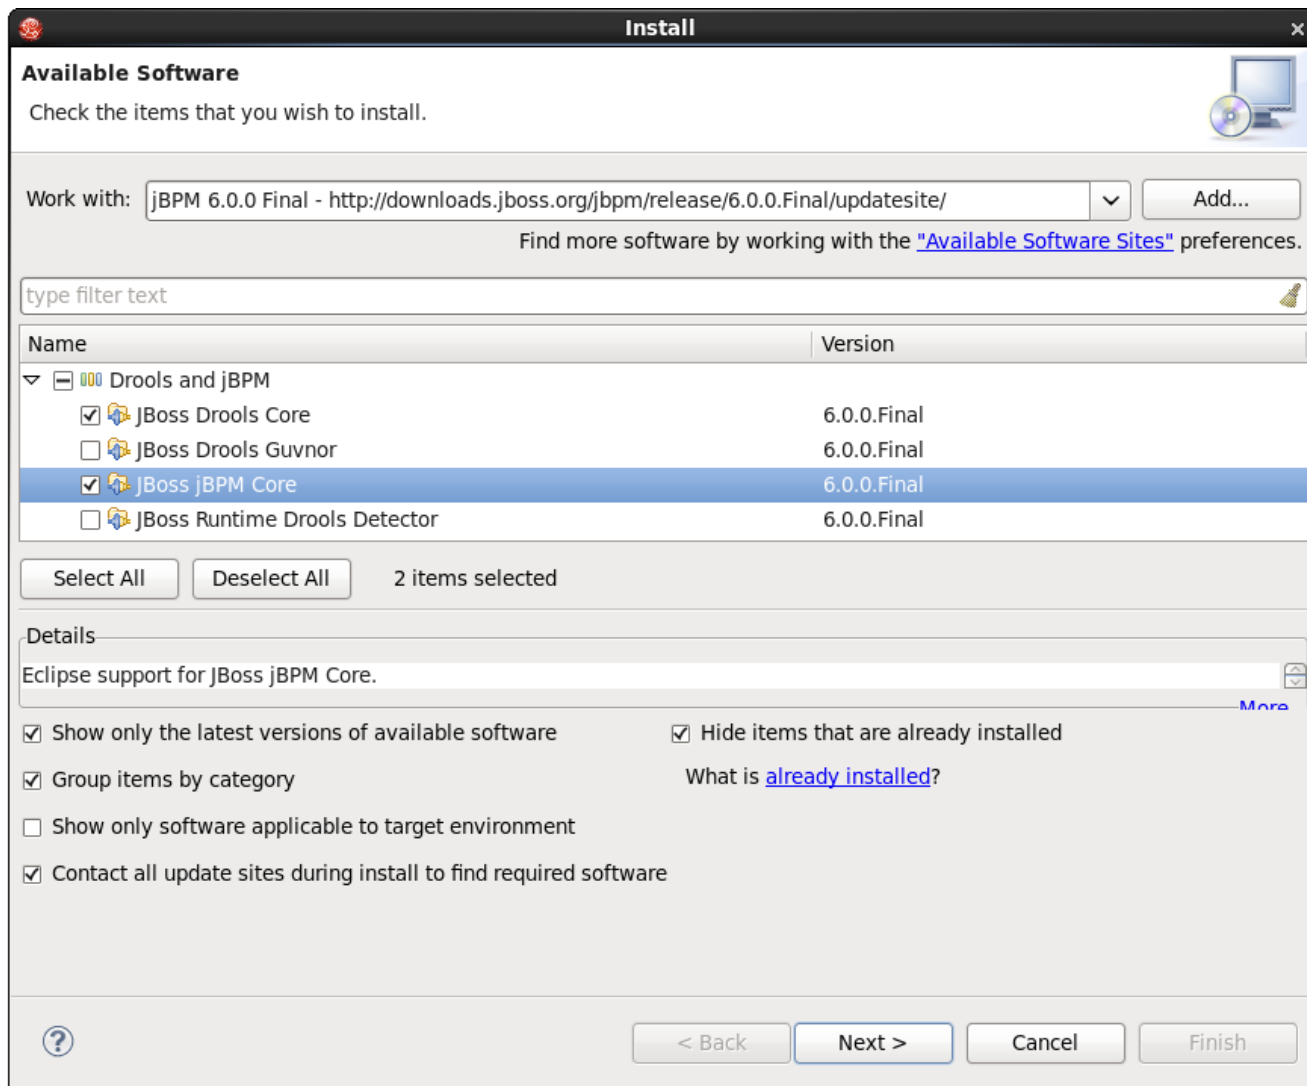 Install
Available Software
Check the items that you wish to install.
Work with: jBPM 6.0.0 Final - http://downloads.jboss.org/jbpm/release/6.0.0.Final/updatesite/ Add...
Find more software by working with the "Available Software Sites" preferences.
type filter text
Name Version
Drools and jBPM
JBoss Drools Core 6.0.0.Final
JBoss Drools Guvnor 6.0.0.Final
JBoss jBPM Core 6.0.0.Final
JBoss Runtime Drools Detector 6.0.0.Final
Select All Deselect All 2 items selected
Details
Eclipse support for JBoss jBPM Core.
More
Show only the latest versions of available software Hide items that are already installed
Group items by category What is already installed?
Show only software applicable to target environment
Contact all update sites during install to find required software
? < Back Next > Cancel Finish